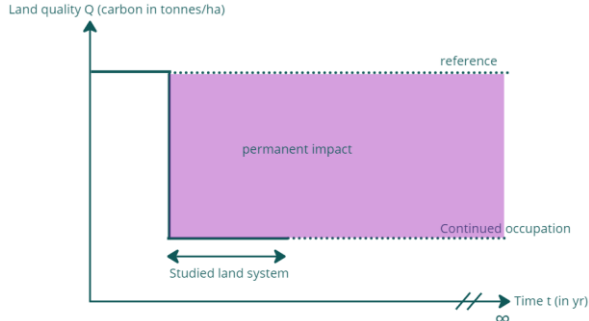 Land quality Q (carbon in tonnes/ha)
reference
permanent impact
Continued occupation
Studied land system
Time t (in yr)
∞